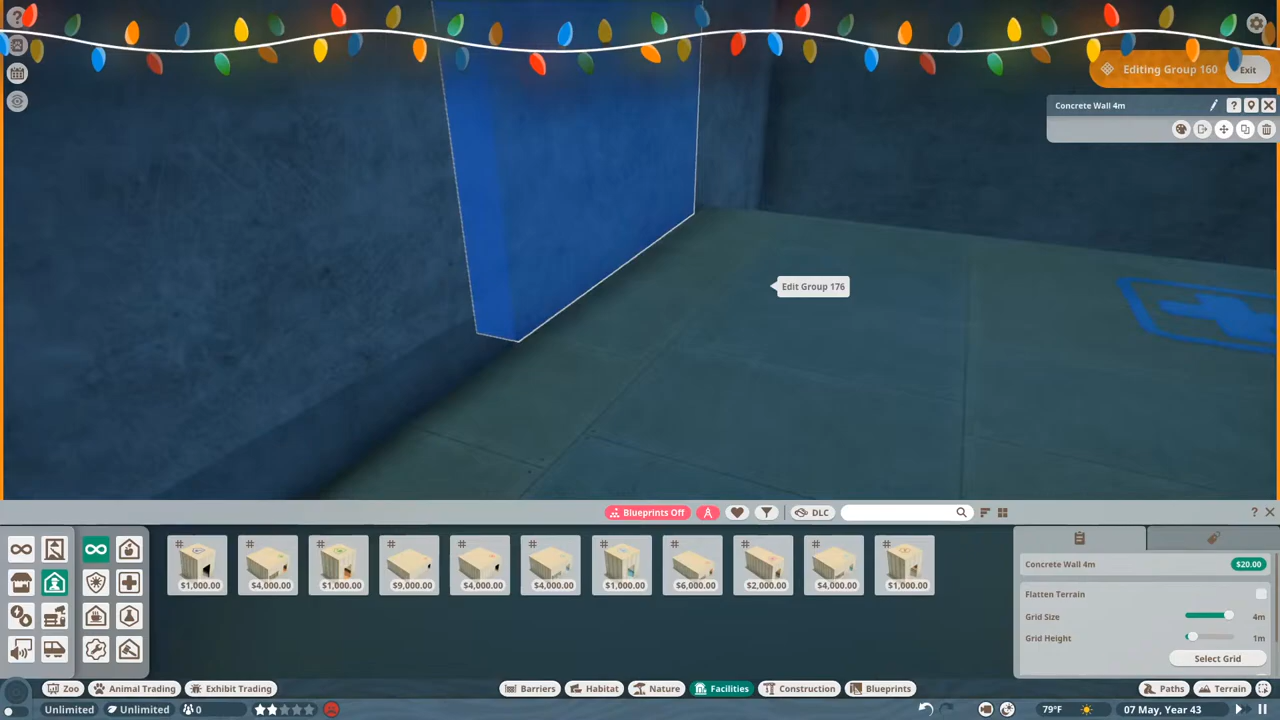 Editing Group 160
Exit
Concrete Wall 4m
?
Edit Group 176
Blueprints Off
DLC
?
$1,000.00
$4,000.00
$1,000.00
$9,000.00
$4,000.00
$4,000.00
$1,000.00
$6,000.00
$2,000.00
$4,000.00
$1,000.00
Concrete Wall 4m
$20.00
Flatten Terrain
Grid Size
4m
Grid Height
1m
Select Grid
Zoo
Animal Trading
Exhibit Trading
Barriers
Habitat
Nature
Facilities
Construction
Blueprints
Paths
Terrain
Unlimited
Unlimited
0
79°F
07 May, Year 43